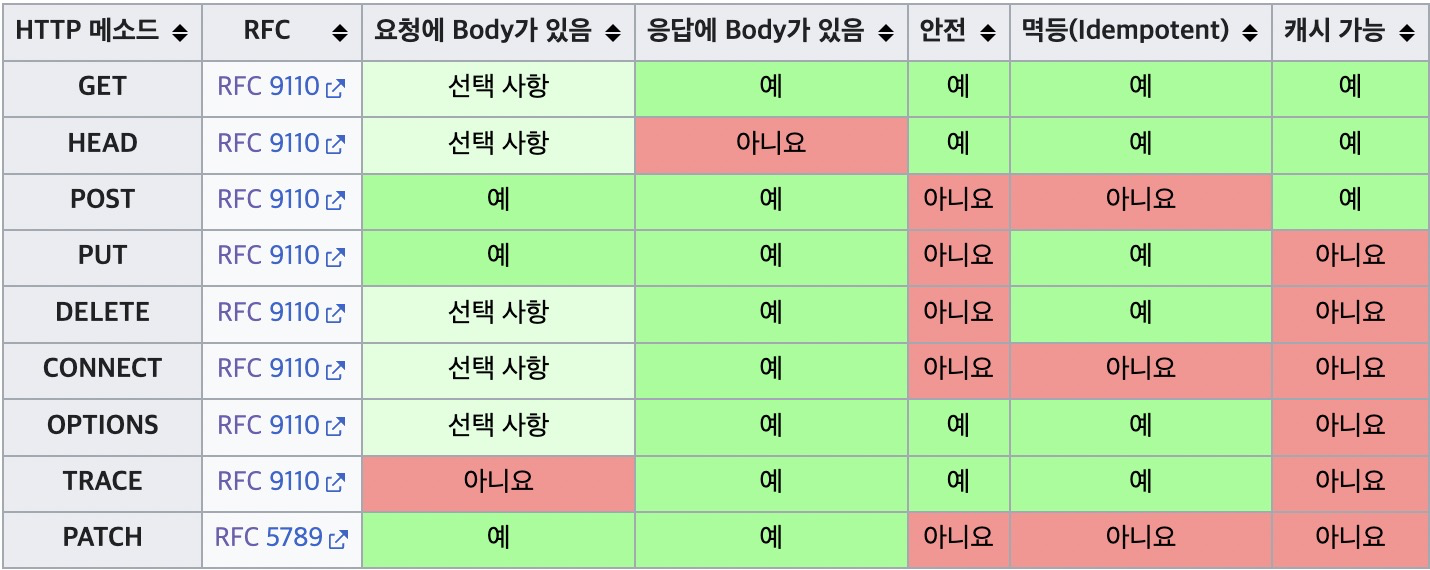 HTTP 메소드 RFC 요청에 Body가 있음 응답에 Body가 있음 안전 멱등(Idempotent) 캐시 가능
GET RFC 9110 선택 사항 예 예 예 예
HEAD RFC 9110 선택 사항 아니요 예 예 예
POST RFC 9110 예 예 아니요 아니요 예
PUT RFC 9110 예 예 아니요 예 아니요
DELETE RFC 9110 선택 사항 예 아니요 예 아니요
CONNECT RFC 9110 선택 사항 예 아니요 아니요 아니요
OPTIONS RFC 9110 선택 사항 예 예 예 아니요
TRACE RFC 9110 아니요 예 예 예 아니요
PATCH RFC 5789 예 예 아니요 아니요 아니요